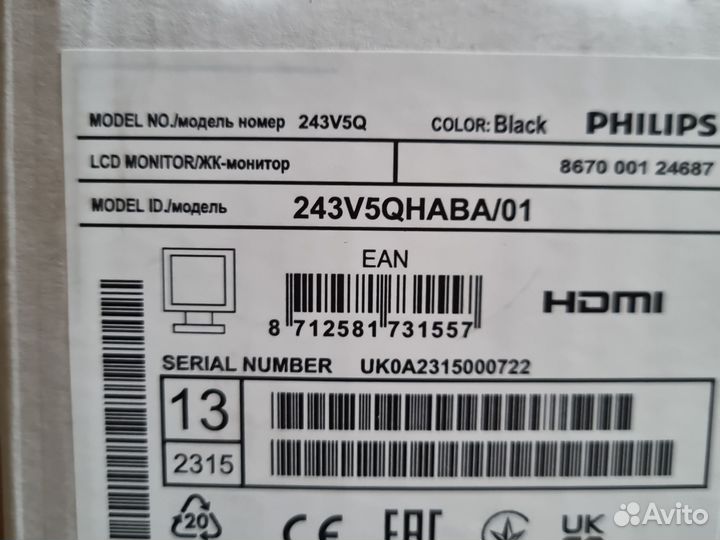 MODEL NO./модель номер 243V5Q COLOR: Black PHILIPS
LCD MONITOR/ЖК-монитор 8670 001 24687
MODEL ID./модель 243V5QHABA/01
EAN
HDMI
8 712581 731557
SERIAL NUMBER UK0A2315000722
13
2315
20
CE EAC UK
Avito